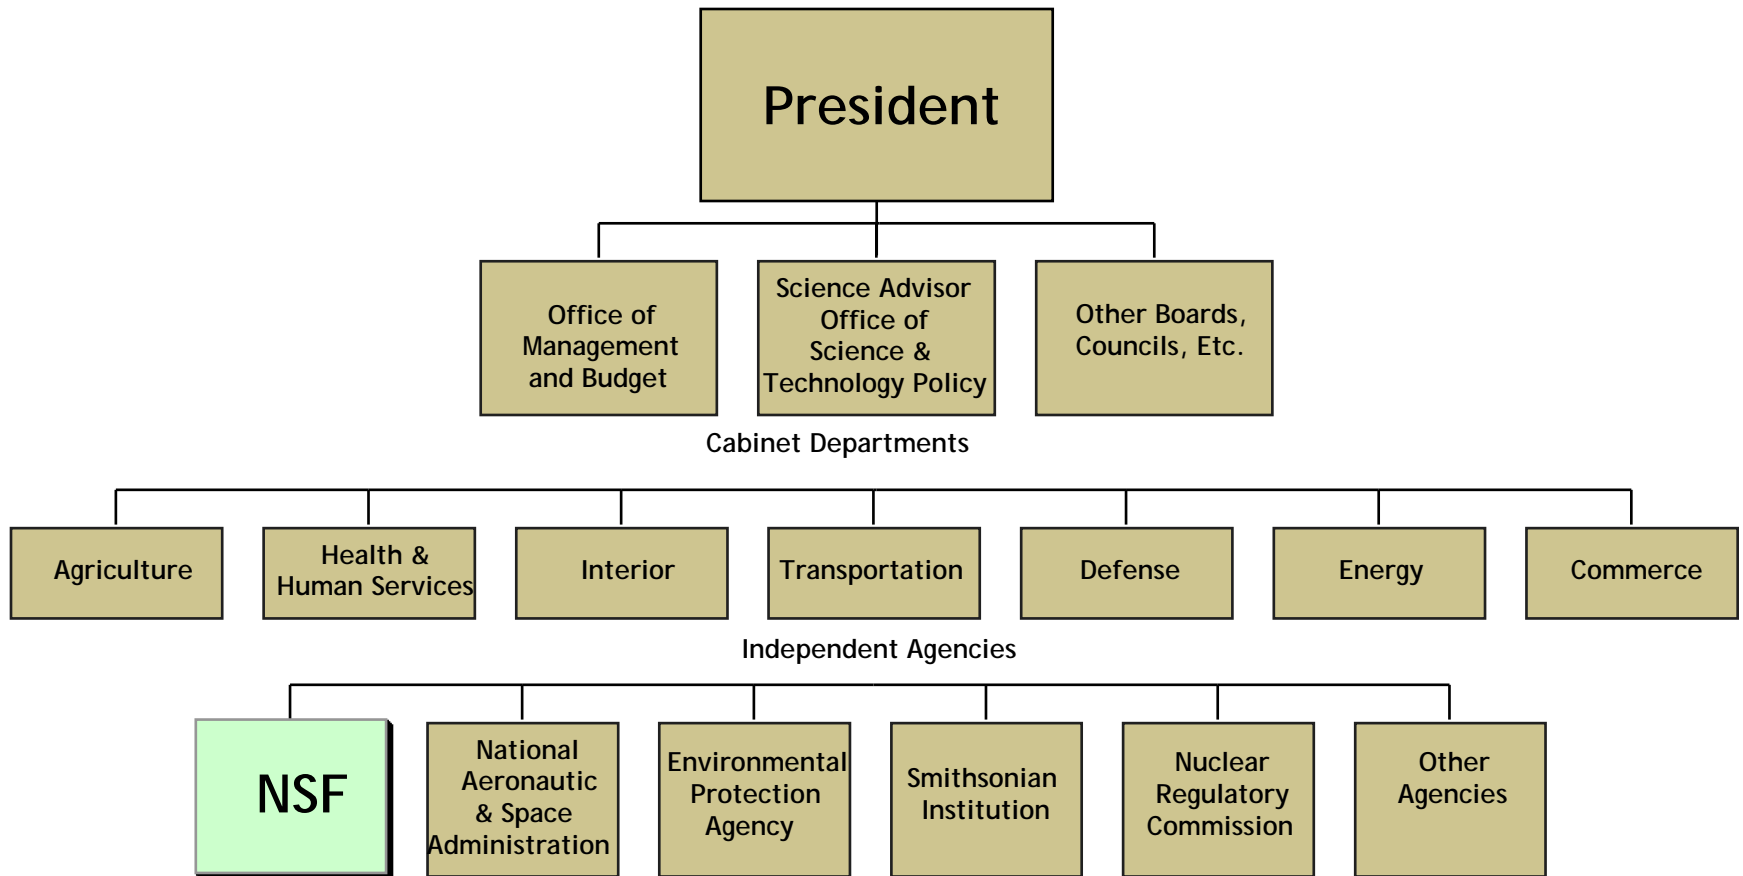 President
Office of
Management
and Budget
Science Advisor
Office of
Science &
Technology Policy
Other Boards,
Councils, Etc.
Cabinet Departments
Agriculture
Health &
Human Services
Interior
Transportation
Defense
Energy
Commerce
Independent Agencies
NSF
National
Aeronautic
& Space
Administration
Environmental
Protection
Agency
Smithsonian
Institution
Nuclear
Regulatory
Commission
Other
Agencies